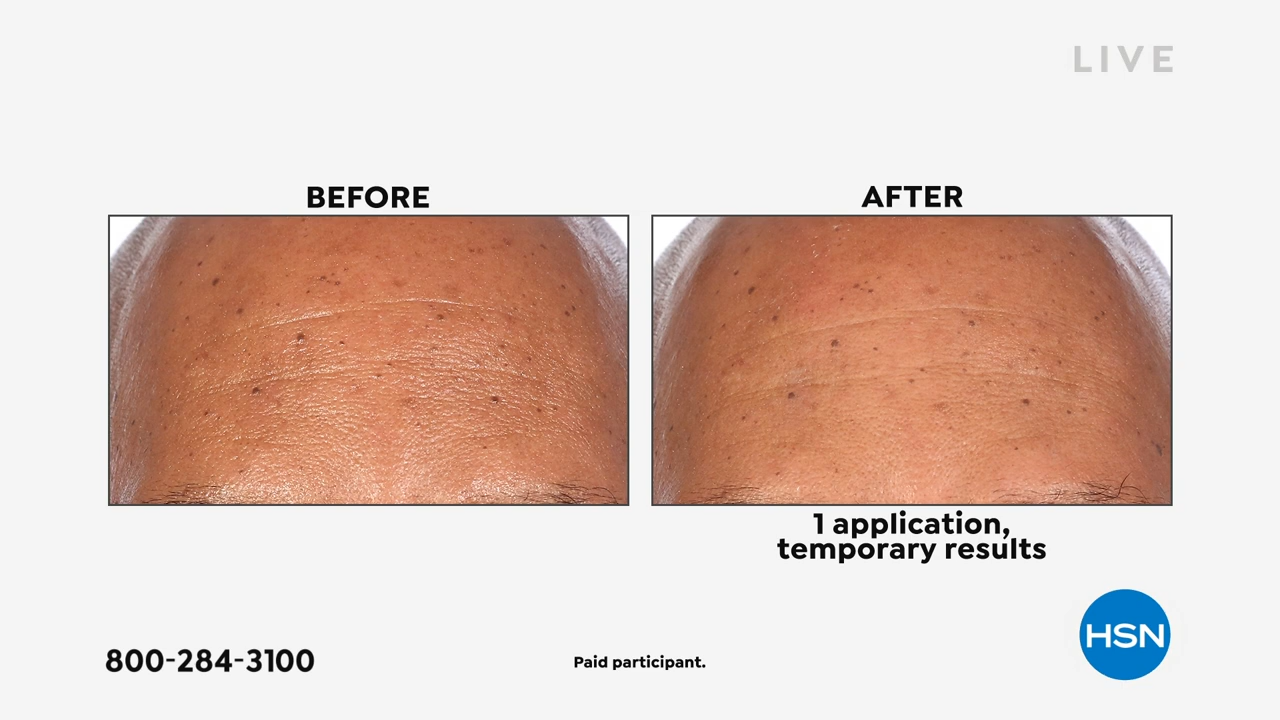 LIVE
BEFORE
AFTER
1 application,
temporary results
800-284-3100
Paid participant.
HSN